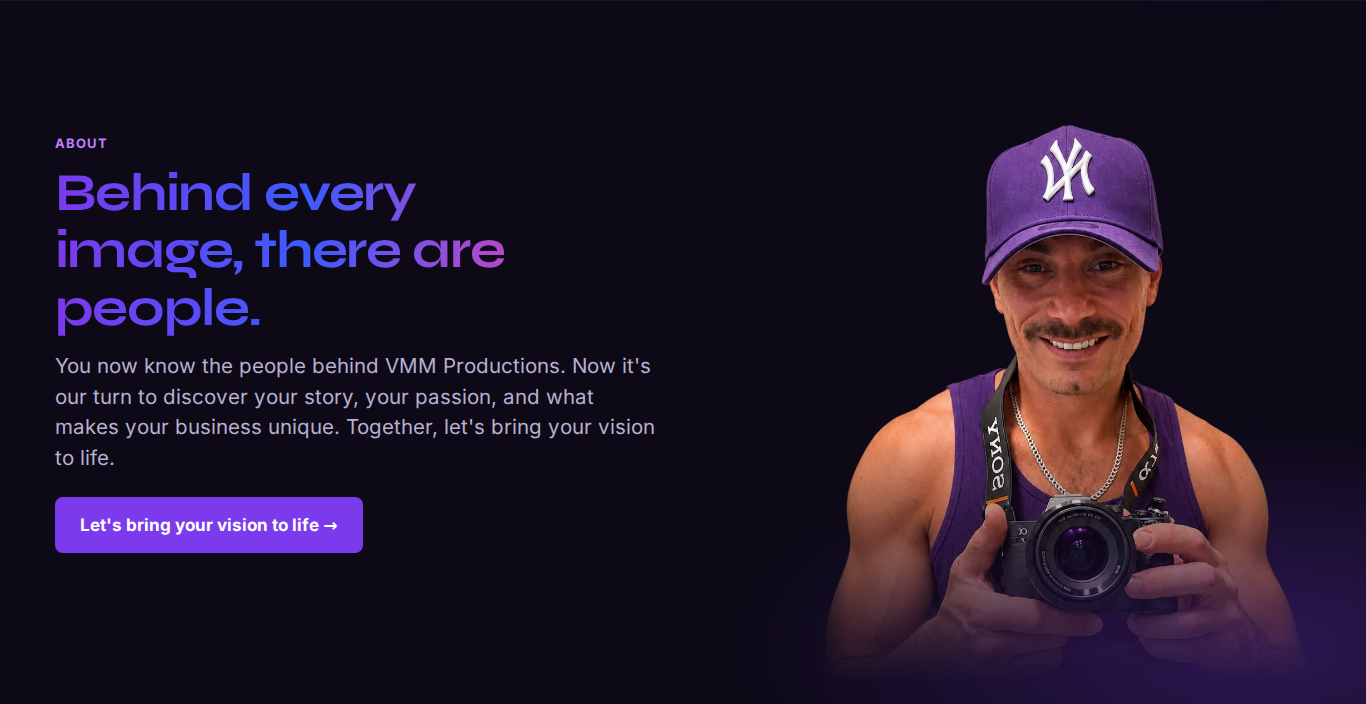 ABOUT
Behind every
image, there are
people.
You now know the people behind VMM Productions. Now it's
our turn to discover your story, your passion, and what
makes your business unique. Together, let's bring your vision
to life.
Let's bring your vision to life →
NY
SONY